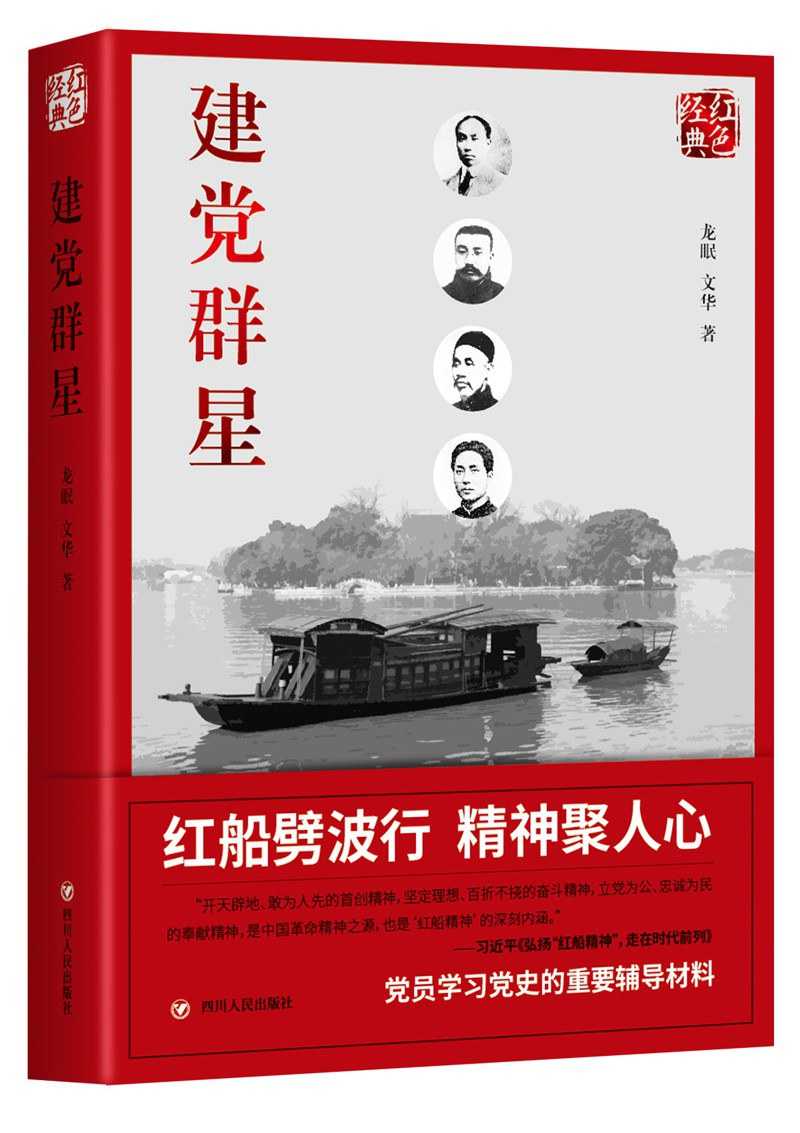 红色经典
建党群星
龙眠 文华 著
四川人民出版社
建党群星
红色经典
龙眠 文华 著
红船劈波行 精神聚人心
“开天辟地、敢为人先的首创精神，坚定理想、百折不挠的奋斗精神，立党为公、忠诚为民
的奉献精神，是中国革命精神之源，也是‘红船精神’的深刻内涵。”
——习近平《弘扬“红船精神”，走在时代前列》
党员学习党史的重要辅导材料
四川人民出版社